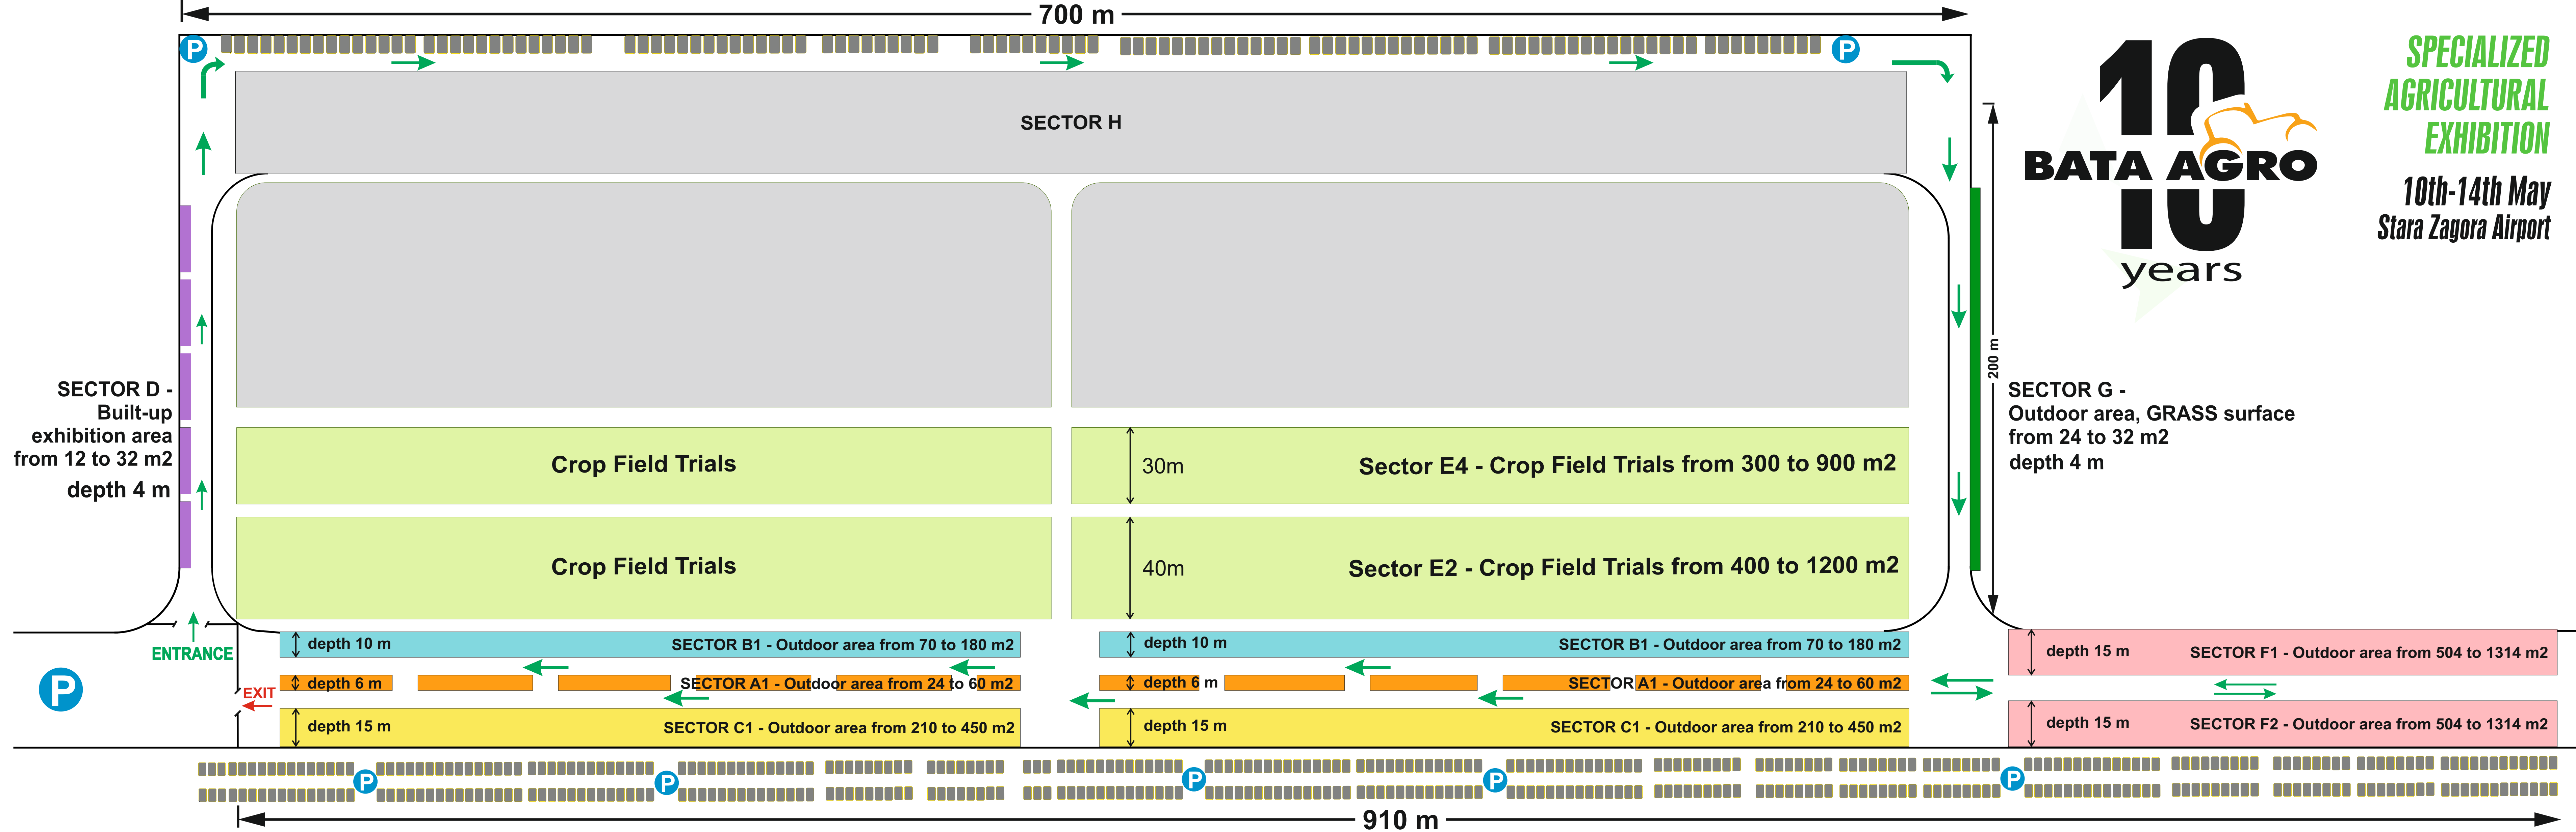 700 m
P
P
SECTOR H
10
BATA AGRO
years
SPECIALIZED
AGRICULTURAL
EXHIBITION
10th-14th May
Stara Zagora Airport
SECTOR D -
Built-up
exhibition area
from 12 to 32 m2
depth 4 m
200 m
SECTOR G -
Outdoor area, GRASS surface
from 24 to 32 m2
depth 4 m
Crop Field Trials
30m
Sector E4 - Crop Field Trials from 300 to 900 m2
Crop Field Trials
40m
Sector E2 - Crop Field Trials from 400 to 1200 m2
ENTRANCE
P
EXIT
depth 10 m
SECTOR B1 - Outdoor area from 70 to 180 m2
depth 10 m
SECTOR B1 - Outdoor area from 70 to 180 m2
depth 6 m
SECTOR A1 - Outdoor area from 24 to 60 m2
depth 6 m
SECTOR A1 - Outdoor area from 24 to 60 m2
depth 15 m
SECTOR C1 - Outdoor area from 210 to 450 m2
depth 15 m
SECTOR C1 - Outdoor area from 210 to 450 m2
depth 15 m
SECTOR F1 - Outdoor area from 504 to 1314 m2
depth 15 m
SECTOR F2 - Outdoor area from 504 to 1314 m2
P
P
P
P
P
910 m